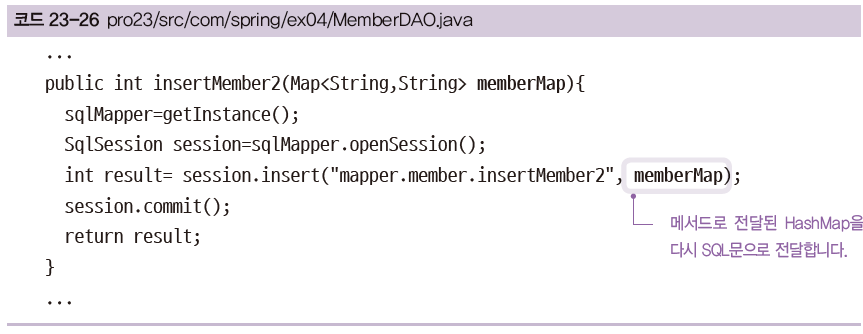 코드 23-26 pro23/src/com/spring/ex04/MemberDAO.java
...
public int insertMember2(Map<String,String> memberMap){
sqlMapper=getInstance();
SqlSession session=sqlMapper.openSession();
int result= session.insert("mapper.member.insertMember2", memberMap);
session.commit();
return result;
}
...
메서드로 전달된 HashMap을
다시 SQL문으로 전달합니다.